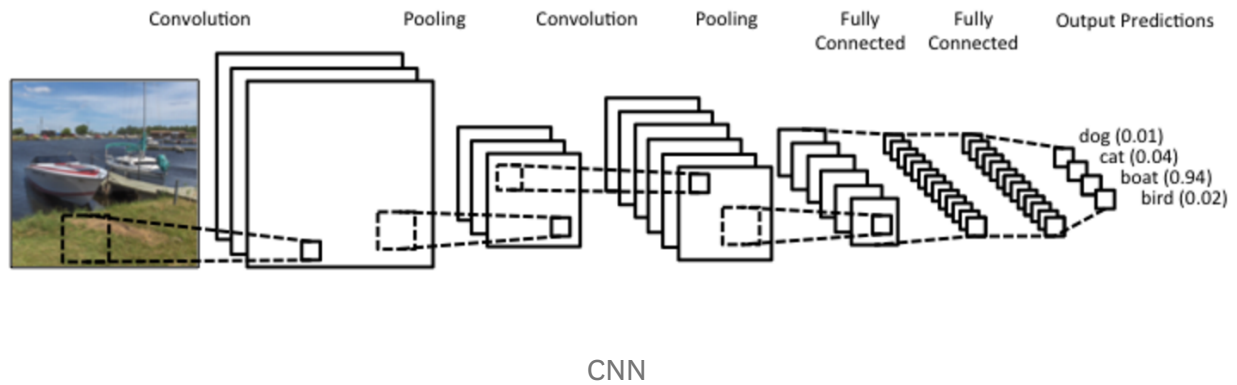 Convolution
Pooling
Convolution
Pooling
Fully
Connected
Fully
Connected
Output Predictions
dog (0.01)
cat (0.04)
boat (0.94)
bird (0.02)
CNN